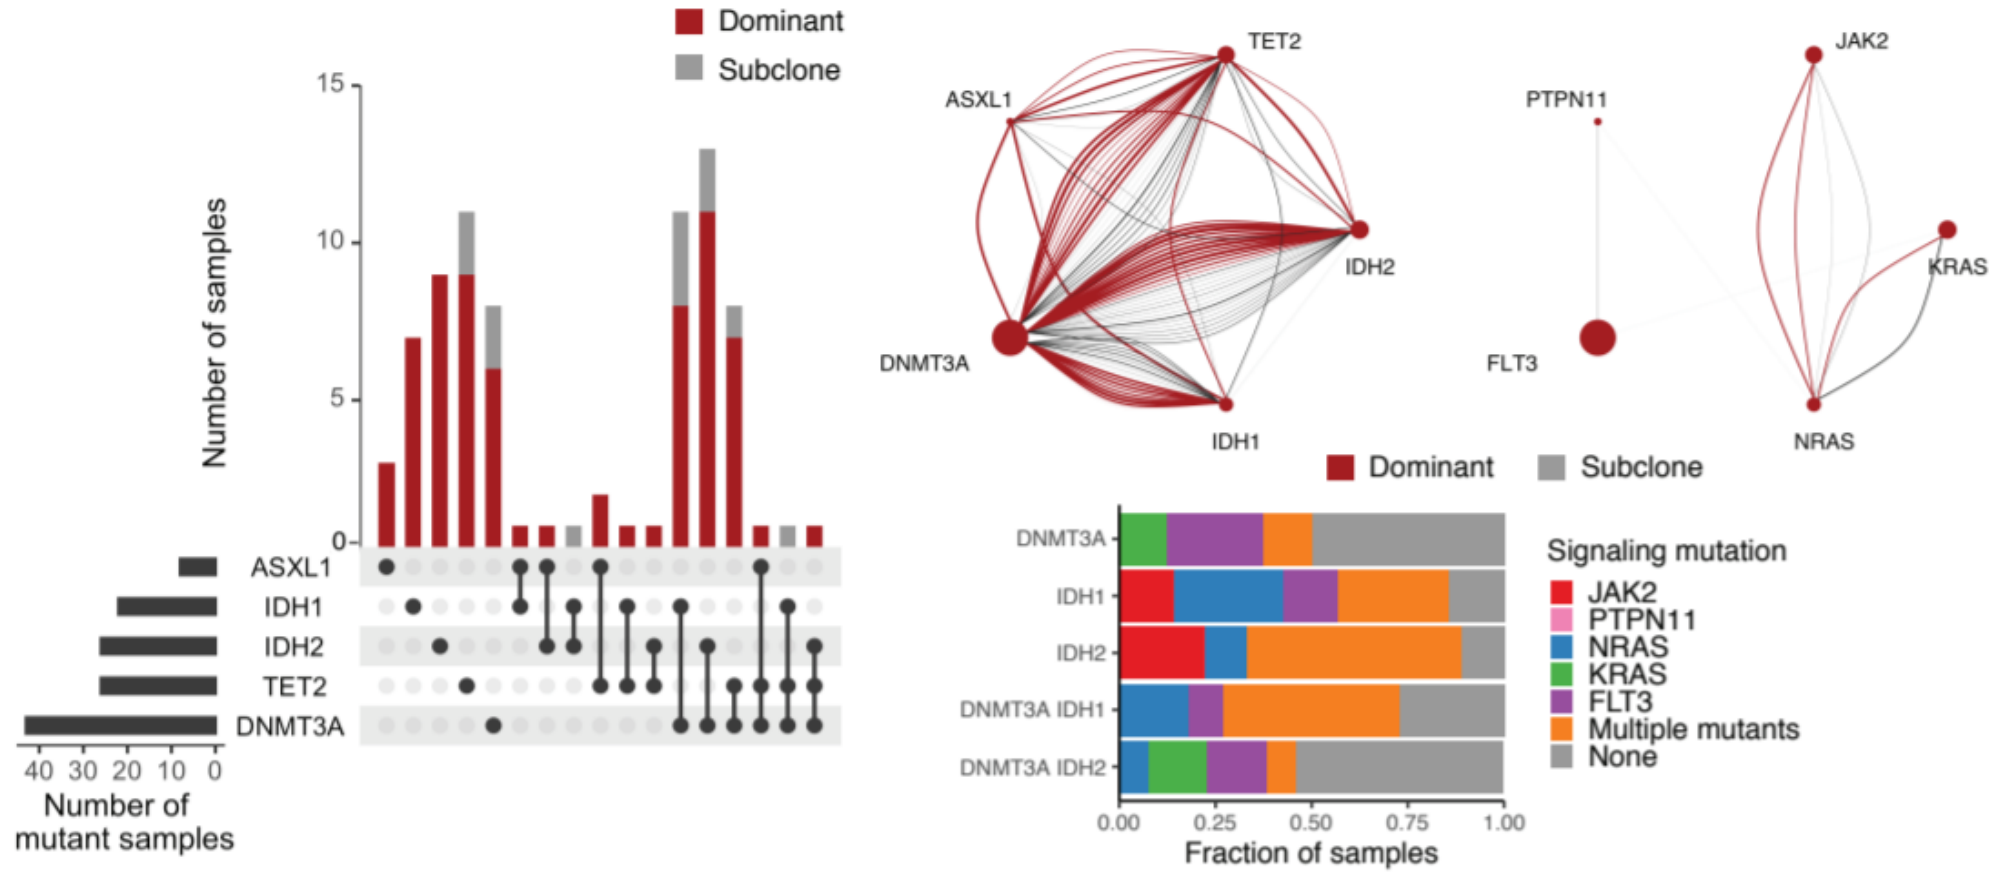 Dominant
Subclone
Number of samples
15
10
5
0
ASXL1
IDH1
IDH2
TET2
DNMT3A
40 30 20 10 0
Number of
mutant samples
TET2
ASXL1
IDH2
DNMT3A
IDH1
JAK2
PTPN11
KRAS
FLT3
NRAS
Dominant
Subclone
DNMT3A
IDH1
IDH2
DNMT3A IDH1
DNMT3A IDH2
0.00 0.25 0.50 0.75 1.00
Fraction of samples
Signaling mutation
JAK2
PTPN11
NRAS
KRAS
FLT3
Multiple mutants
None